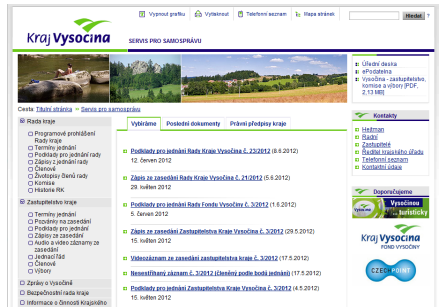 Vypnout grafiku
Vytisknout
Telefonní seznam
Mapa stránek
Hledat
?
Kraj Vysočina
SERVIS PRO SAMOSPRÁVU
Úřední deska
ePodatelna
Vysočina - zastupitelstvo, komise a výbory [PDF, 2,13 MB]
Cesta: Titulní stránka » Servis pro samosprávu
Rada kraje
Programové prohlášení
Rady kraje
Termíny jednání
Podklady pro jednání rady
Zápisy z jednání rady
Členové
Životopisy členů rady
Komise
Historie RK
Zastupitelstvo kraje
Termíny jednání
Pozvánky na zasedání
Podklady pro jednání
Zápisy ze zasedání
Audio a video záznamy ze
zasedání
Jednací řád
Členové
Výbory
Zprávy o Vysočině
Bezpečnostní rada kraje
Informace o činnosti Krajského
Vybíráme
Poslední dokumenty
Právní předpisy kraje
Podklady pro jednání Rady Kraje Vysočina č. 23/2012 (8.6.2012)
12. červen 2012
Zápis ze zasedání Rady Kraje Vysočina č. 21/2012 (5.6.2012)
29. květen 2012
Podklady pro jednání Rady Fondu Vysočiny č. 3/2012 (1.6.2012)
5. červen 2012
Zápis ze zasedání Zastupitelstva Kraje Vysočina č. 3/2012 (29.5.2012)
15. květen 2012
Videozáznam ze zasedání zastupitelstva kraje č. 3/2012 (17.5.2012)
Nesestříhaný záznam č. 3/2012 (členěný podle bodů jednání) (17.5.2012)
Podklady pro jednání Zastupitelstva Kraje Vysočina č. 3/2012 (4.5.2012)
15. květen 2012
Kontakty
Hejtman
Radní
Zastupitelé
Ředitel krajského úřadu
Telefonní seznam
Kontaktní údaje
Doporučujeme
Vysočinou
turisticky
Kraj Vysočina
FOND VYSOČINY
CZECHPOINT